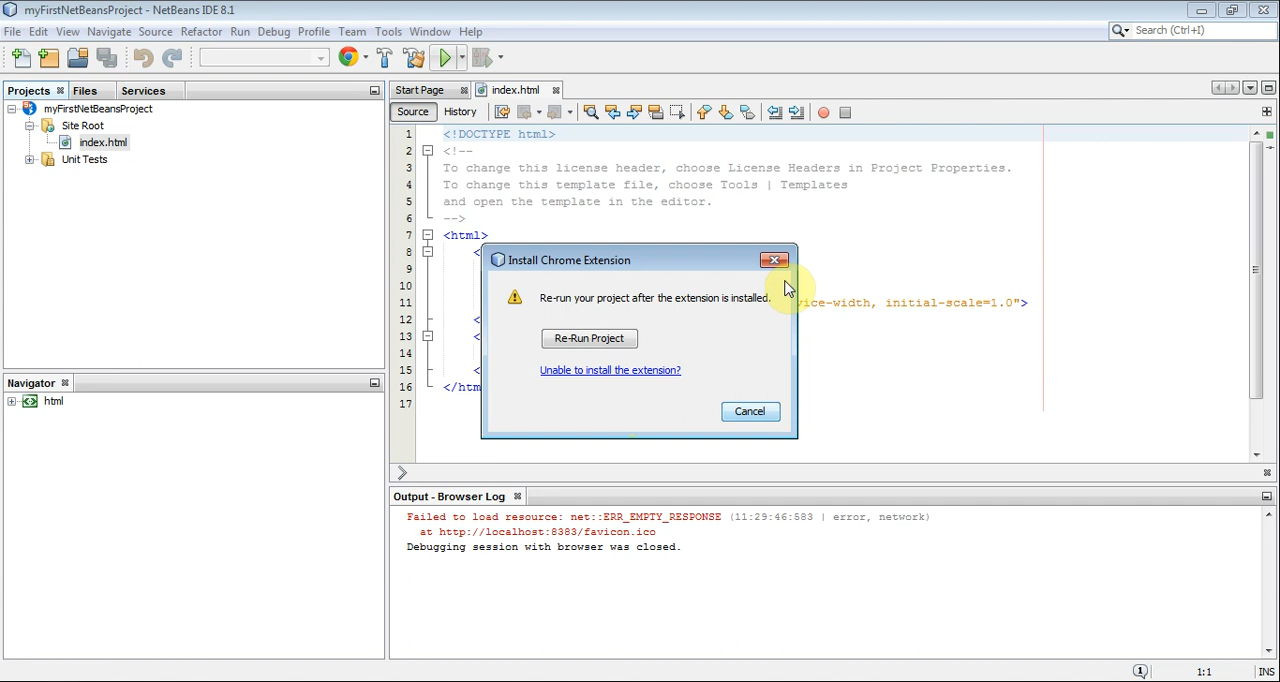 myFirstNetBeansProject - NetBeans IDE 8.1
File Edit View Navigate Source Refactor Run Debug Profile Team Tools Window Help
Search (Ctrl+I)
Projects Files Services
myFirstNetBeansProject
Site Root
index.html
Unit Tests
Navigator
html
Start Page index.html
Source History
1 <!DOCTYPE html>
2 <!--
3 To change this license header, choose License Headers in Project Properties.
4 To change this template file, choose Tools | Templates
5 and open the template in the editor.
6 -->
7 <html>
8 <
9
10
11 vice-width, initial-scale=1.0">
12 <
13 <
14
15 <
16 </htm
17
Install Chrome Extension
Re-run your project after the extension is installed.
Re-Run Project
Unable to install the extension?
Cancel
Output - Browser Log
Failed to load resource: net::ERR_EMPTY_RESPONSE (11:29:46:583 | error, network)
at http://localhost:8383/favicon.ico
Debugging session with browser was closed.
1
1:1 INS